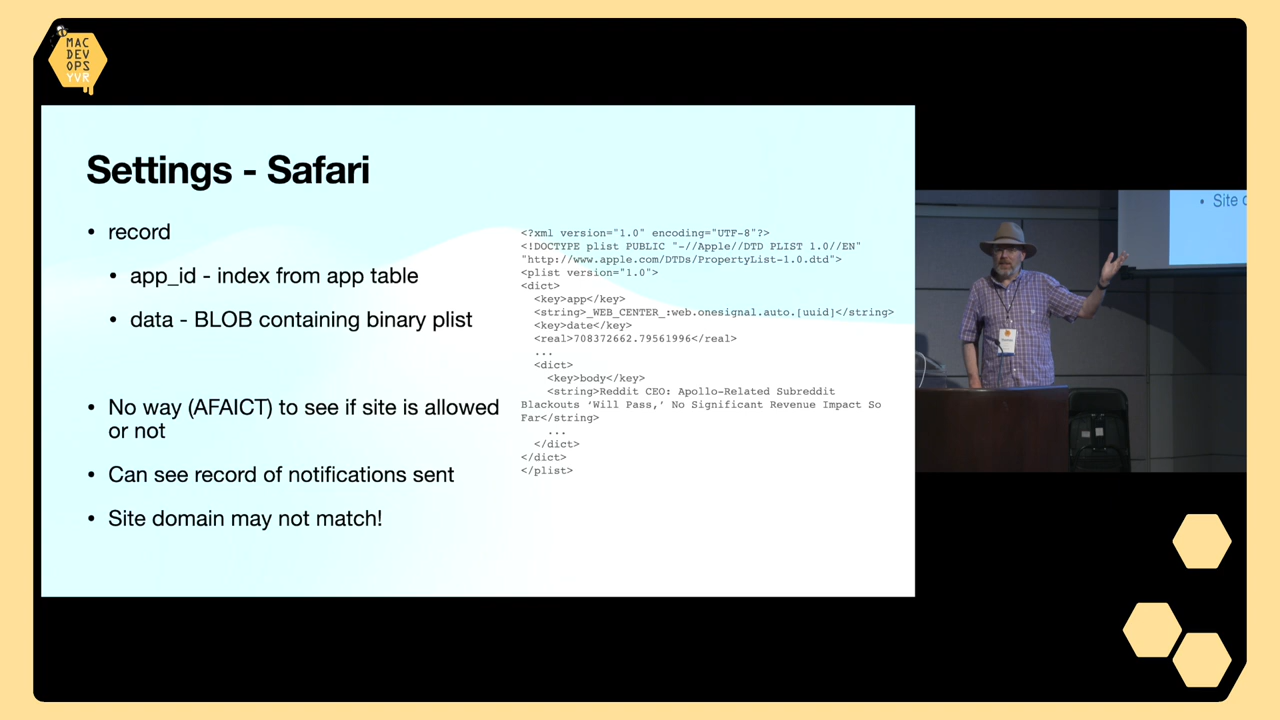 MAC
DEV
OPS
YVR
Settings - Safari
• record
• app_id - index from app table
• data - BLOB containing binary plist
• No way (AFAICT) to see if site is allowed
or not
• Can see record of notifications sent
• Site domain may not match!
<?xml version="1.0" encoding="UTF-8"?>
<!DOCTYPE plist PUBLIC "-//Apple//DTD PLIST 1.0//EN"
"http://www.apple.com/DTDs/PropertyList-1.0.dtd">
<plist version="1.0">
<dict>
<key>app</key>
<string>_WEB_CENTER_:web.onesignal.auto.[uuid]</string>
<key>date</key>
<real>708372662.79561996</real>
...
<dict>
<key>body</key>
<string>Reddit CEO: Apollo-Related Subreddit
Blackouts ‘Will Pass,’ No Significant Revenue Impact So
Far</string>
...
</dict>
</dict>
</plist>
• Site